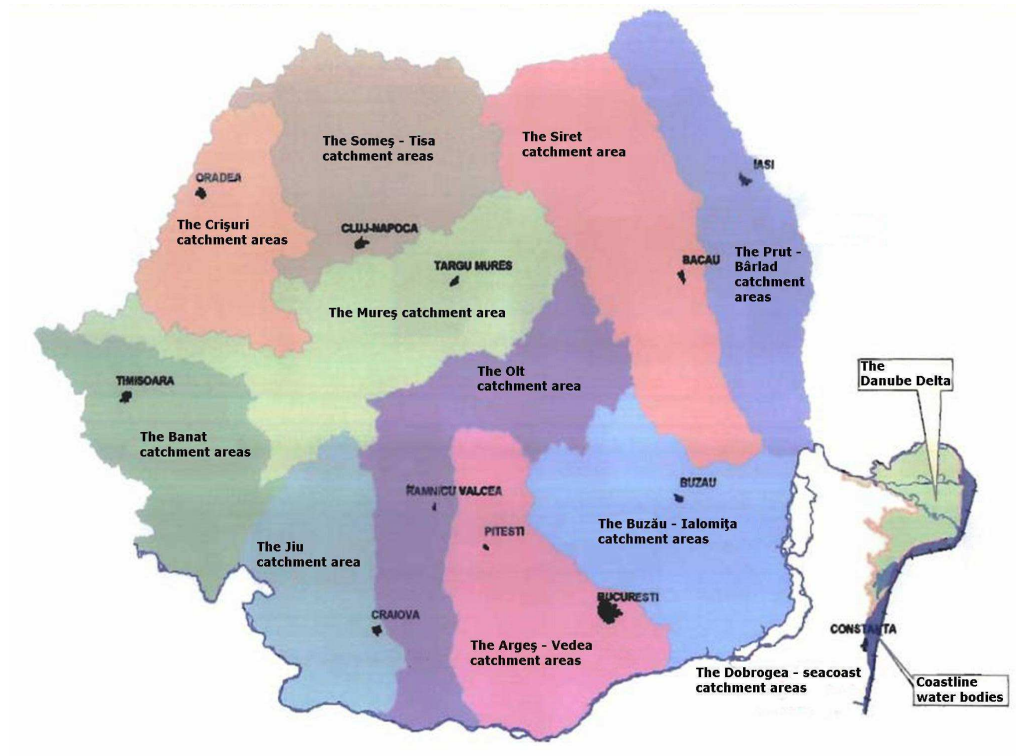 The Someş - Tisa
catchment areas
The Siret
catchment area
IASI
ORADEA
The Crişuri
catchment areas
CLUJ-NAPOCA
TARGU MURES
BACAU
The Prut -
Bârlad
catchment
areas
The Mureş catchment area
The Olt
catchment area
The
Danube Delta
TIMISOARA
The Banat
catchment areas
RAMNICU VALCEA
BUZAU
PITESTI
The Buzău - Ialomiţa
catchment areas
The Jiu
catchment area
BUCURESTI
CRAIOVA
CONSTANTA
The Argeş - Vedea
catchment areas
The Dobrogea - seacoast
catchment areas
Coastline
water bodies